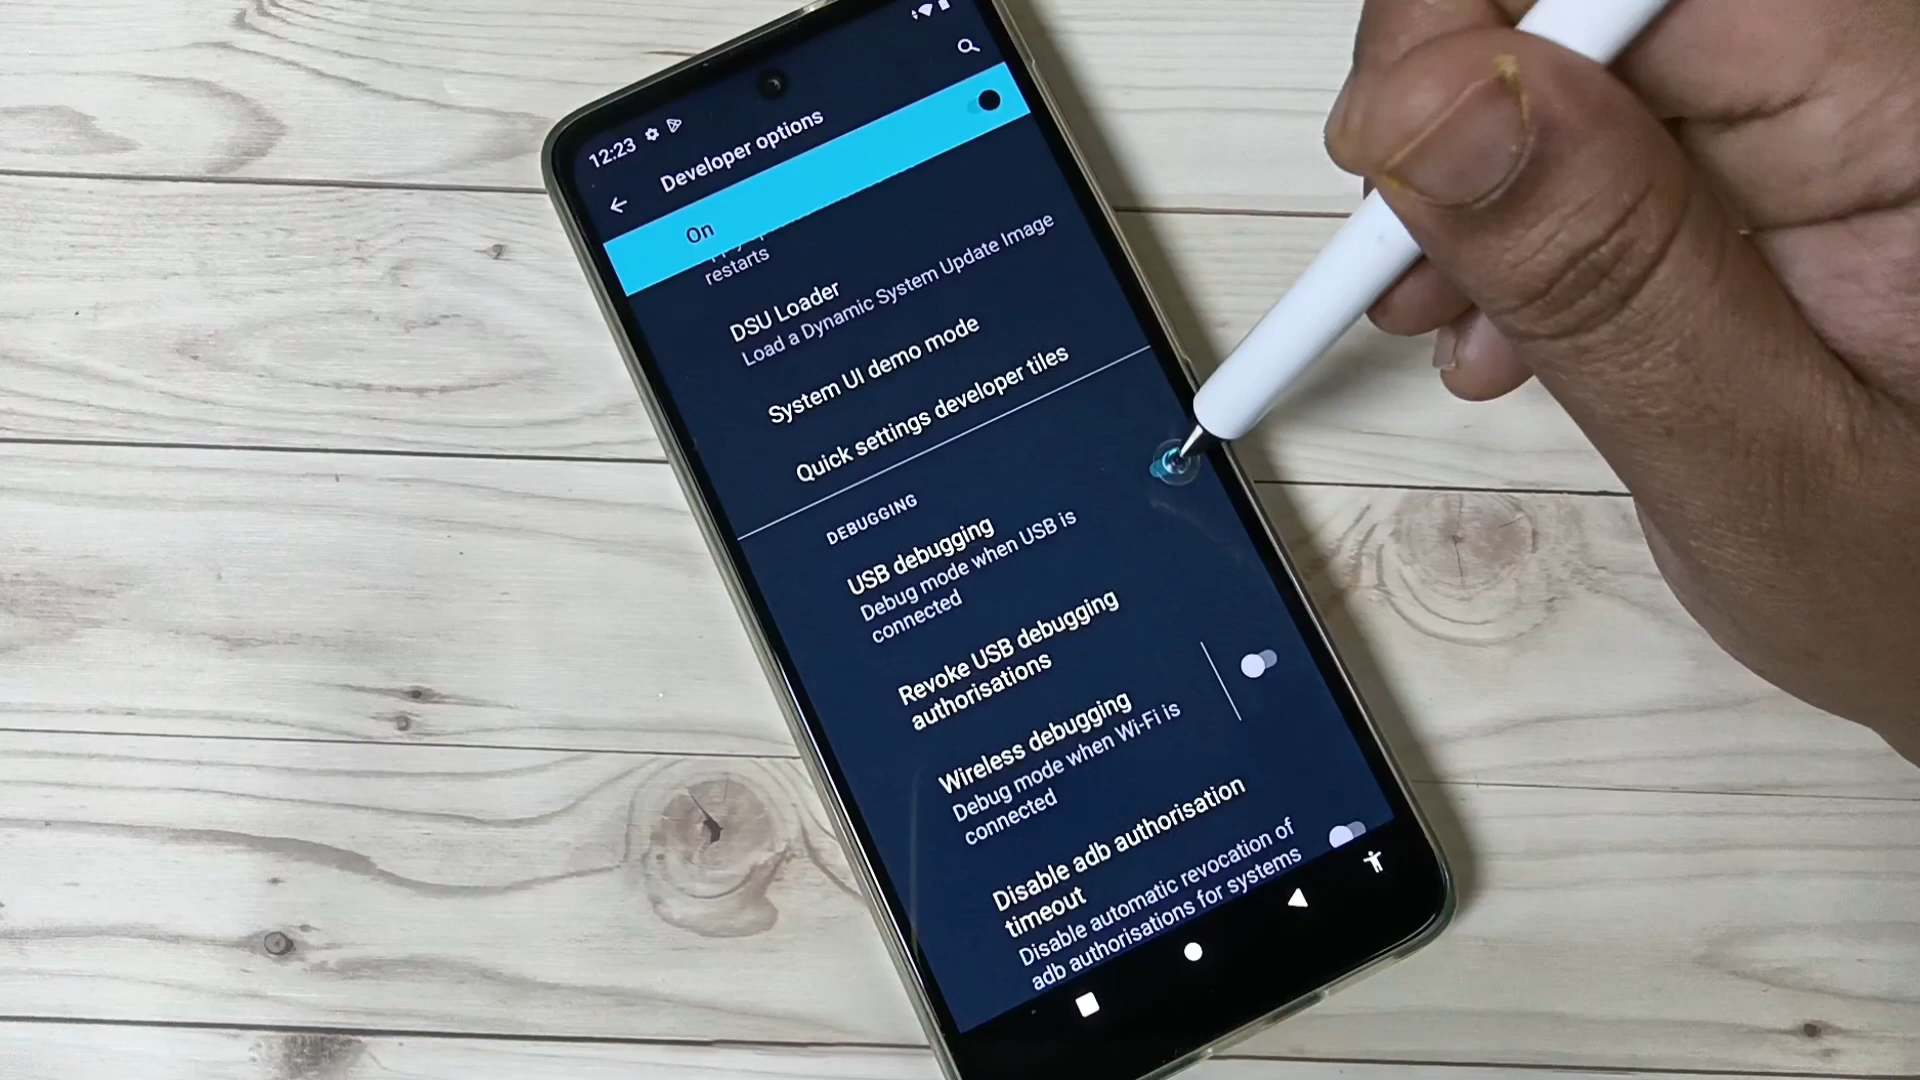 12:23
Developer options
On
restarts
DSU Loader
Load a Dynamic System Update Image
System UI demo mode
Quick settings developer tiles
DEBUGGING
USB debugging
Debug mode when USB is
connected
Revoke USB debugging
authorisations
Wireless debugging
Debug mode when Wi-Fi is
connected
Disable adb authorisation
timeout
Disable automatic revocation of
adb authorisations for systems